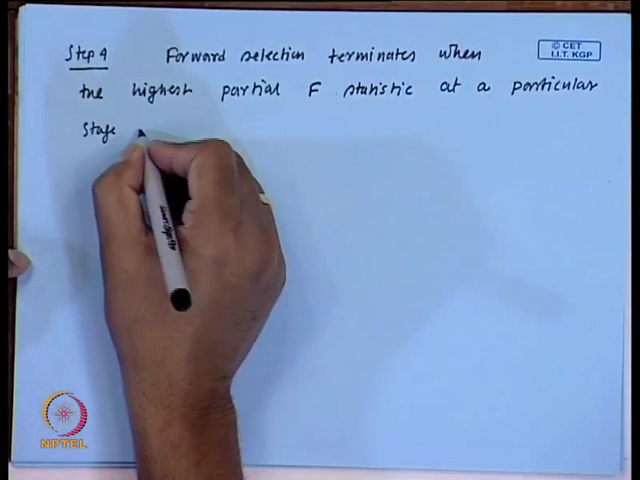 Step 4 Forward selection terminates when
the highest partial F statistic at a particular
stage
© CET
I.I.T. KGP
NPTEL